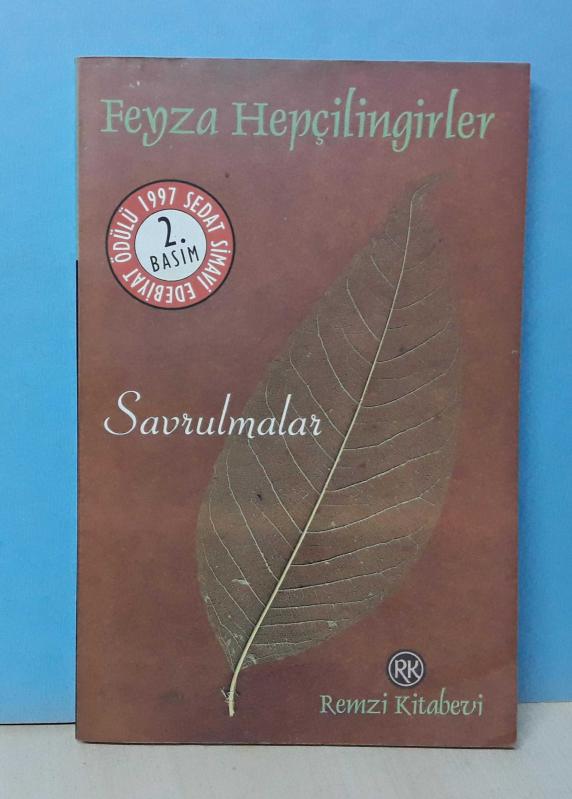 Feyza Hepçilingirler
1997 SEDAT SİMAVİ EDEBİYAT ÖDÜLÜ
2.
BASIM
Savrulmalar
RK
Remzi Kitabevi